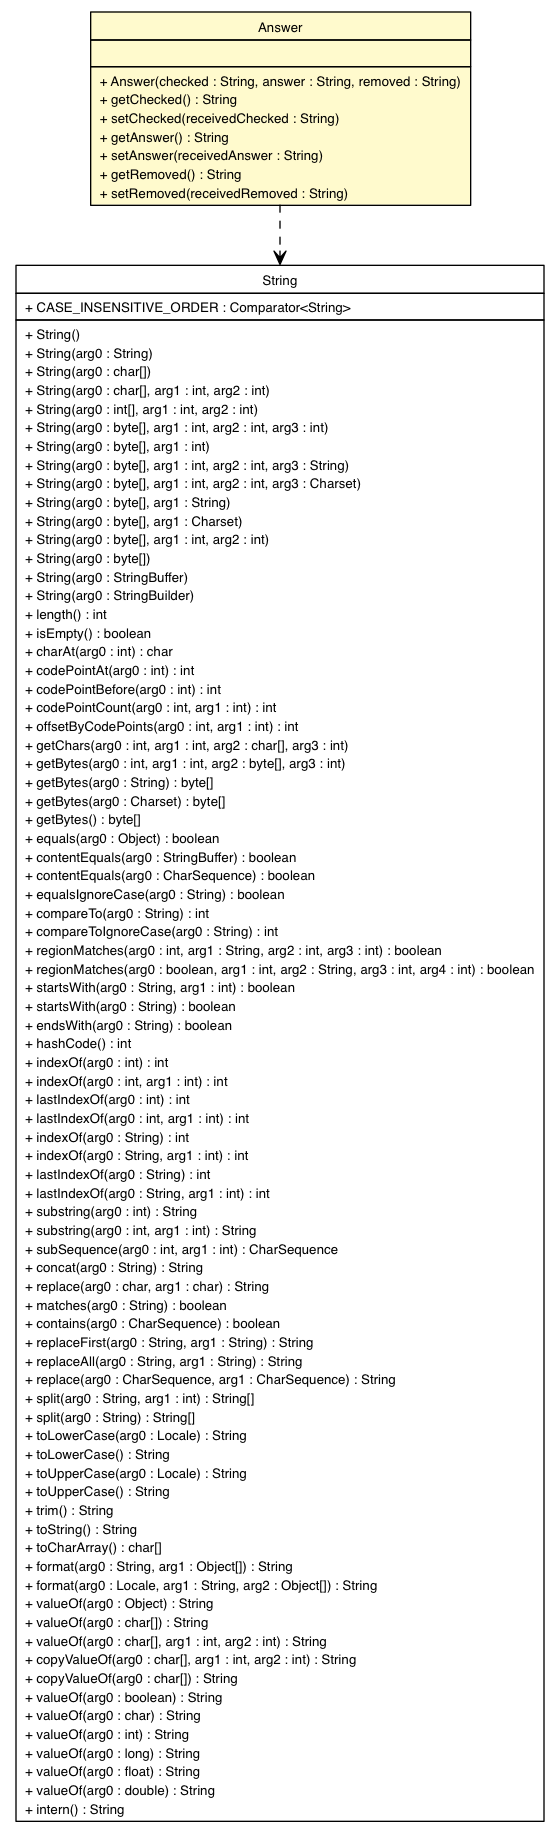 Answer
+ Answer(checked : String, answer : String, removed : String)
+ getChecked() : String
+ setChecked(receivedChecked : String)
+ getAnswer() : String
+ setAnswer(receivedAnswer : String)
+ getRemoved() : String
+ setRemoved(receivedRemoved : String)
String
+ CASE_INSENSITIVE_ORDER : Comparator<String>
+ String()
+ String(arg0 : String)
+ String(arg0 : char[])
+ String(arg0 : char[], arg1 : int, arg2 : int)
+ String(arg0 : int[], arg1 : int, arg2 : int)
+ String(arg0 : byte[], arg1 : int, arg2 : int, arg3 : int)
+ String(arg0 : byte[], arg1 : int)
+ String(arg0 : byte[], arg1 : int, arg2 : int, arg3 : String)
+ String(arg0 : byte[], arg1 : int, arg2 : int, arg3 : Charset)
+ String(arg0 : byte[], arg1 : String)
+ String(arg0 : byte[], arg1 : Charset)
+ String(arg0 : byte[], arg1 : int, arg2 : int)
+ String(arg0 : byte[])
+ String(arg0 : StringBuffer)
+ String(arg0 : StringBuilder)
+ length() : int
+ isEmpty() : boolean
+ charAt(arg0 : int) : char
+ codePointAt(arg0 : int) : int
+ codePointBefore(arg0 : int) : int
+ codePointCount(arg0 : int, arg1 : int) : int
+ offsetByCodePoints(arg0 : int, arg1 : int) : int
+ getChars(arg0 : int, arg1 : int, arg2 : char[], arg3 : int)
+ getBytes(arg0 : int, arg1 : int, arg2 : byte[], arg3 : int)
+ getBytes(arg0 : String) : byte[]
+ getBytes(arg0 : Charset) : byte[]
+ getBytes() : byte[]
+ equals(arg0 : Object) : boolean
+ contentEquals(arg0 : StringBuffer) : boolean
+ contentEquals(arg0 : CharSequence) : boolean
+ equalsIgnoreCase(arg0 : String) : boolean
+ compareTo(arg0 : String) : int
+ compareToIgnoreCase(arg0 : String) : int
+ regionMatches(arg0 : int, arg1 : String, arg2 : int, arg3 : int) : boolean
+ regionMatches(arg0 : boolean, arg1 : int, arg2 : String, arg3 : int, arg4 : int) : boolean
+ startsWith(arg0 : String, arg1 : int) : boolean
+ startsWith(arg0 : String) : boolean
+ endsWith(arg0 : String) : boolean
+ hashCode() : int
+ indexOf(arg0 : int) : int
+ indexOf(arg0 : int, arg1 : int) : int
+ lastIndexOf(arg0 : int) : int
+ lastIndexOf(arg0 : int, arg1 : int) : int
+ indexOf(arg0 : String) : int
+ indexOf(arg0 : String, arg1 : int) : int
+ lastIndexOf(arg0 : String) : int
+ lastIndexOf(arg0 : String, arg1 : int) : int
+ substring(arg0 : int) : String
+ substring(arg0 : int, arg1 : int) : String
+ subSequence(arg0 : int, arg1 : int) : CharSequence
+ concat(arg0 : String) : String
+ replace(arg0 : char, arg1 : char) : String
+ matches(arg0 : String) : boolean
+ contains(arg0 : CharSequence) : boolean
+ replaceFirst(arg0 : String, arg1 : String) : String
+ replaceAll(arg0 : String, arg1 : String) : String
+ replace(arg0 : CharSequence, arg1 : CharSequence) : String
+ split(arg0 : String, arg1 : int) : String[]
+ split(arg0 : String) : String[]
+ toLowerCase(arg0 : Locale) : String
+ toLowerCase() : String
+ toUpperCase(arg0 : Locale) : String
+ toUpperCase() : String
+ trim() : String
+ toString() : String
+ toCharArray() : char[]
+ format(arg0 : String, arg1 : Object[]) : String
+ format(arg0 : Locale, arg1 : String, arg2 : Object[]) : String
+ valueOf(arg0 : Object) : String
+ valueOf(arg0 : char[]) : String
+ valueOf(arg0 : char[], arg1 : int, arg2 : int) : String
+ copyValueOf(arg0 : char[], arg1 : int, arg2 : int) : String
+ copyValueOf(arg0 : char[]) : String
+ valueOf(arg0 : boolean) : String
+ valueOf(arg0 : char) : String
+ valueOf(arg0 : int) : String
+ valueOf(arg0 : long) : String
+ valueOf(arg0 : float) : String
+ valueOf(arg0 : double) : String
+ intern() : String